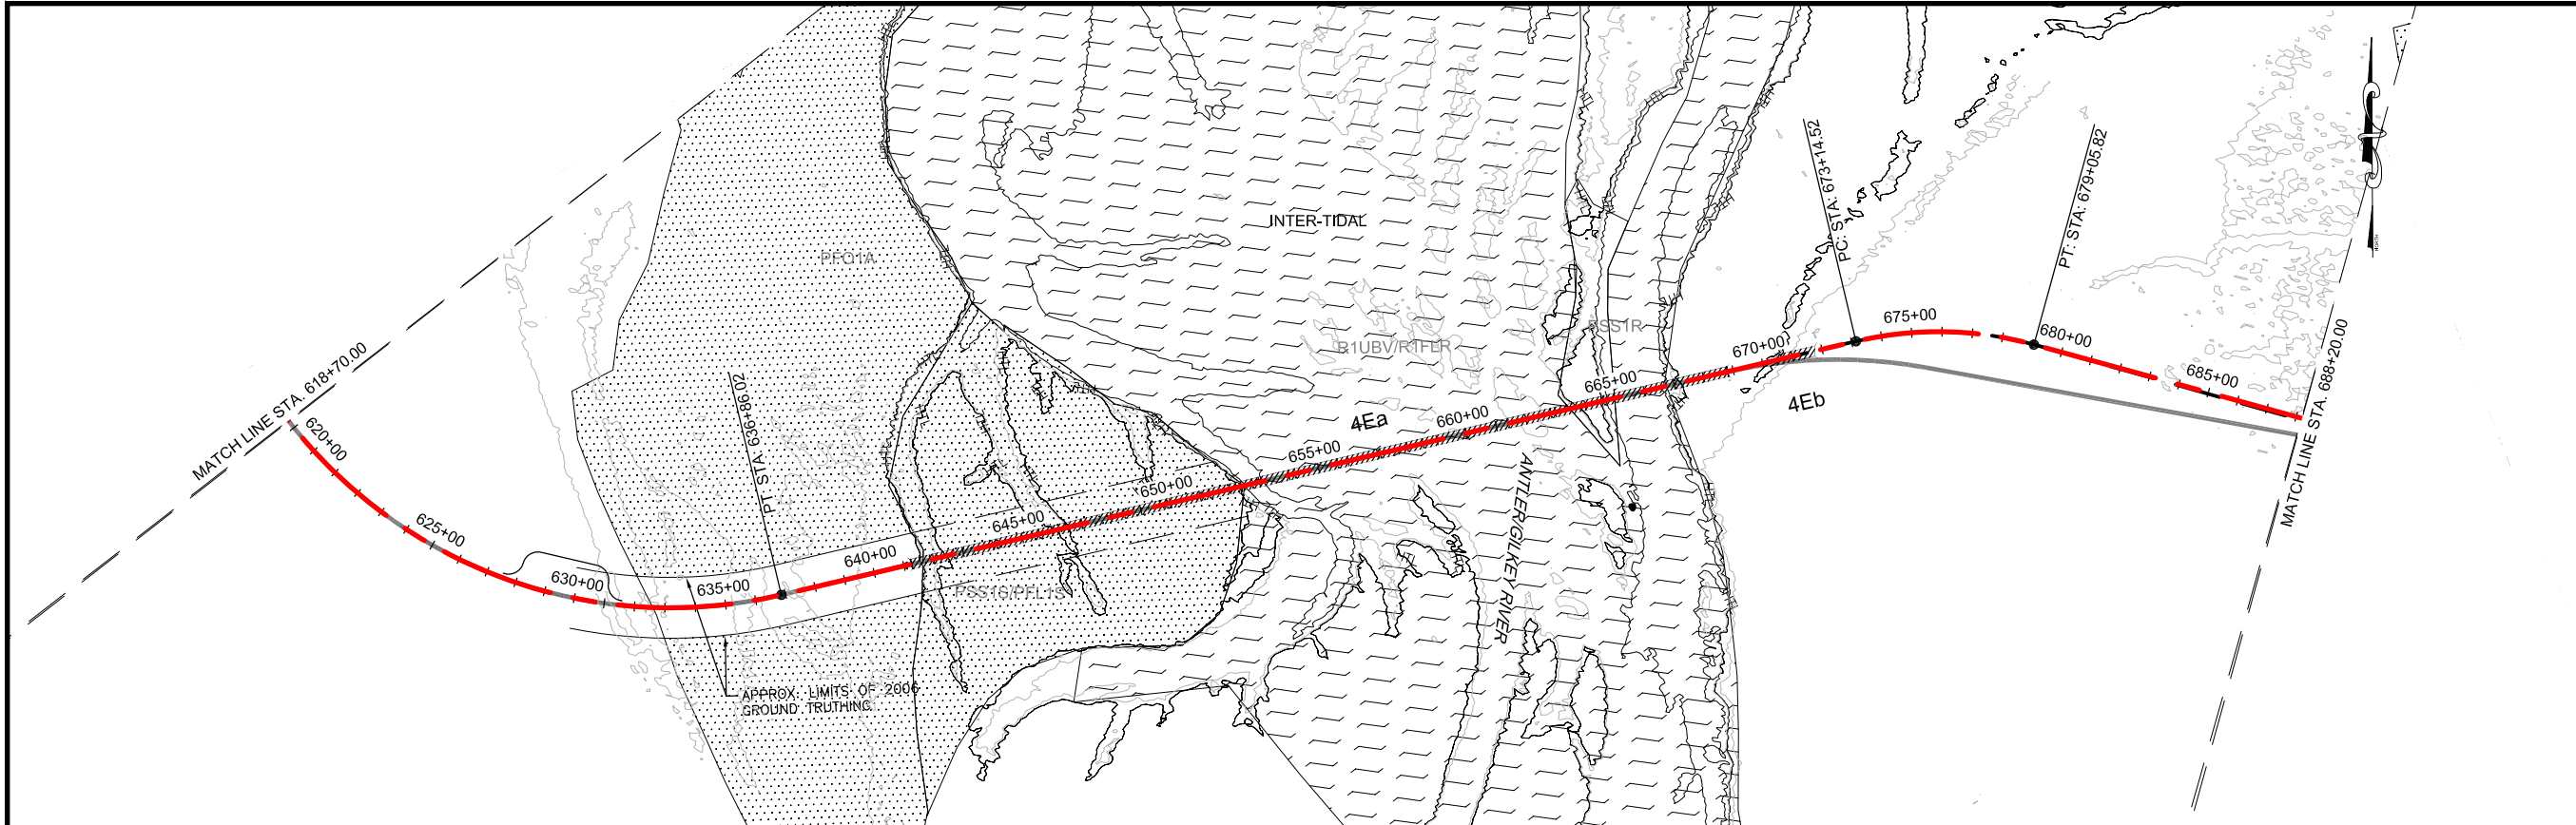 MATCH LINE STA. 618+70.00
620+00
625+00
630+00
635+00
PT STA 636+86.02
640+00
645+00
650+00
655+00
660+00
665+00
670+00
675+00
680+00
685+00
PFO1A
INTER-TIDAL
R1UBV/R1FLR
PSS1S/PFL1S
4Ea
4Eb
ANTLER/GILKEY RIVER
PC: STA: 673+14.52
PT: STA: 679+05.82
MATCH LINE STA. 688+20.00
APPROX. LIMITS OF 2006
GROUND TRUTHING